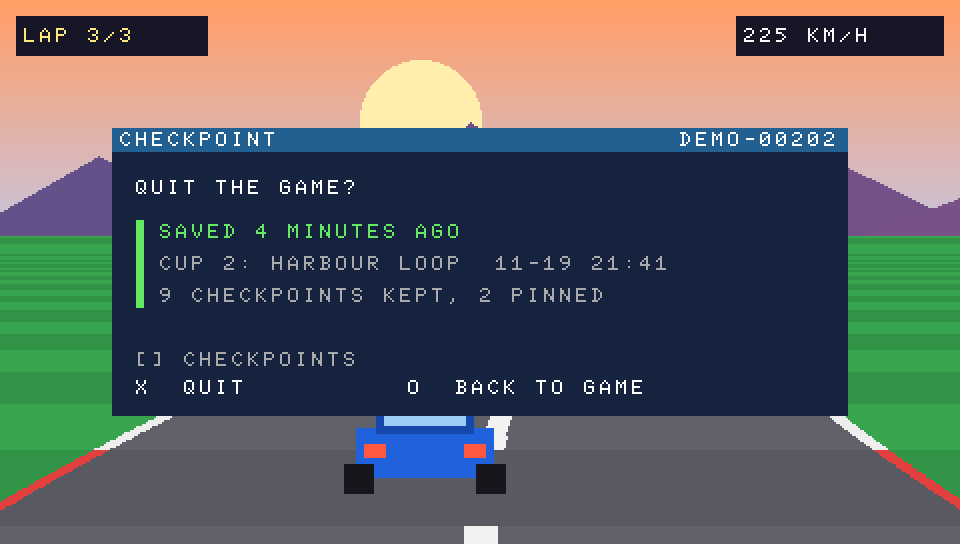 LAP 3/3
225 KM/H
CHECKPOINT DEMO-00202
QUIT THE GAME?
SAVED 4 MINUTES AGO
CUP 2: HARBOUR LOOP 11-19 21:41
9 CHECKPOINTS KEPT, 2 PINNED
[] CHECKPOINTS
X QUIT O BACK TO GAME